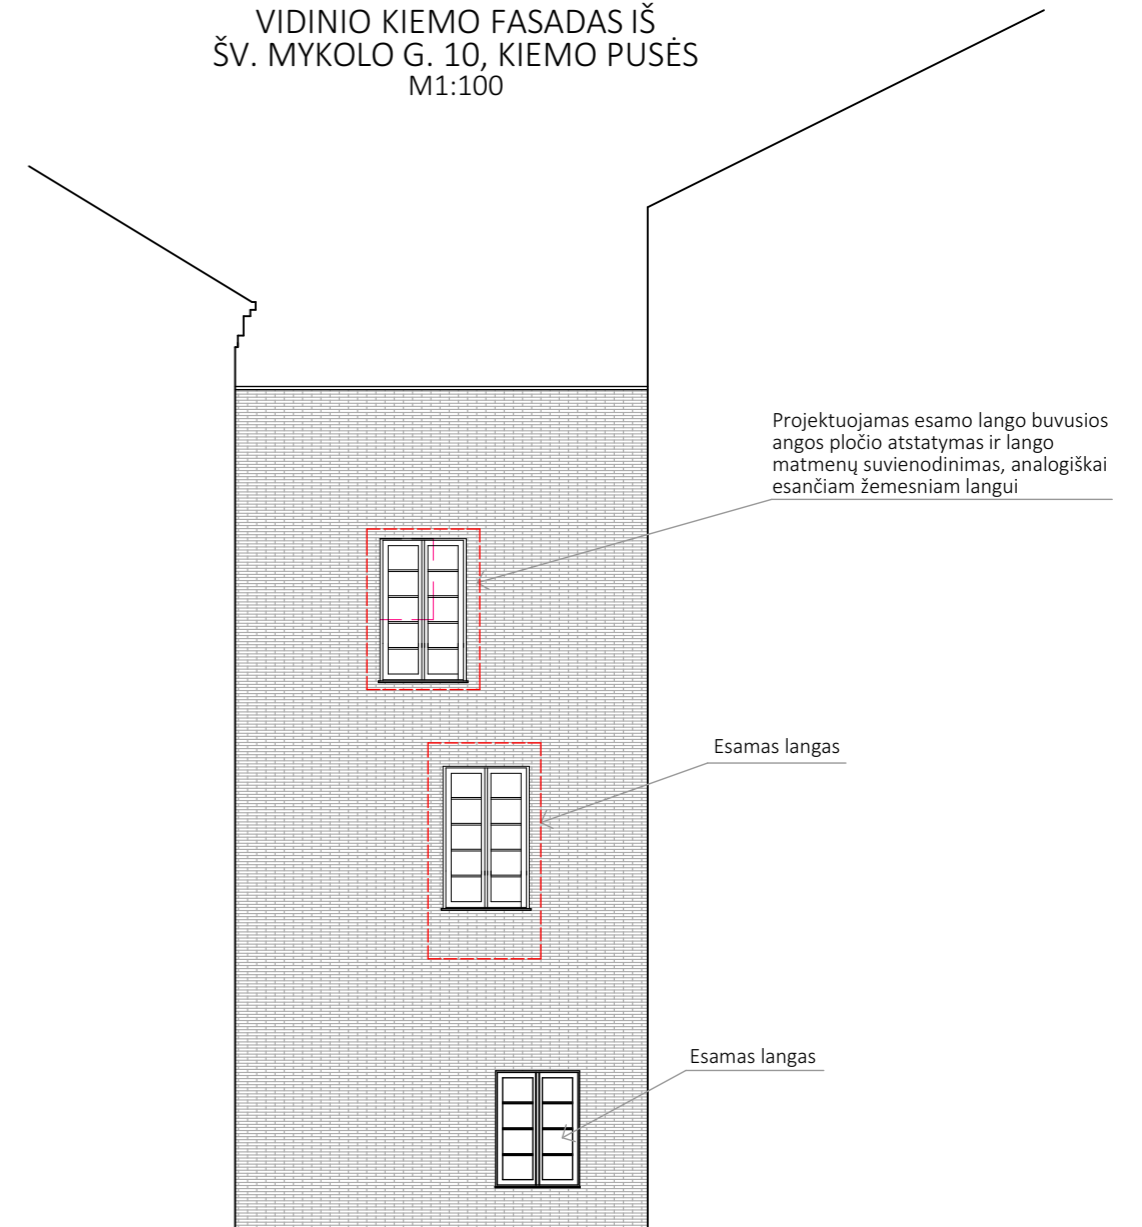 VIDINIO KIEMO FASADAS IŠ
ŠV. MYKOLO G. 10, KIEMO PUSĖS
M1:100
Projektuojamas esamo lango buvusios
angos pločio atstatymas ir lango
matmenų suvienodinimas, analogiškai
esančiam žemesniam langui
Esamas langas
Esamas langas